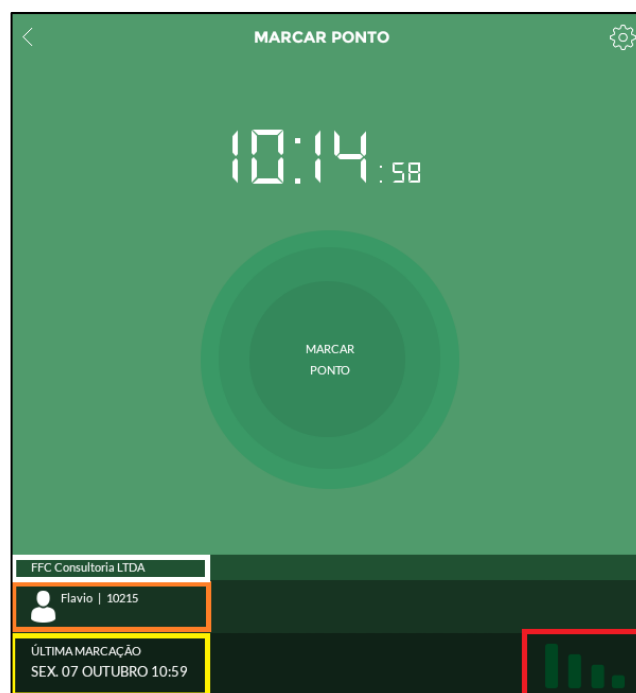 MARCAR PONTO
10:14:58
MARCAR
PONTO
FFC Consultoria LTDA
Flavio | 10215
ÚLTIMA MARCAÇÃO
SEX. 07 OUTUBRO 10:59